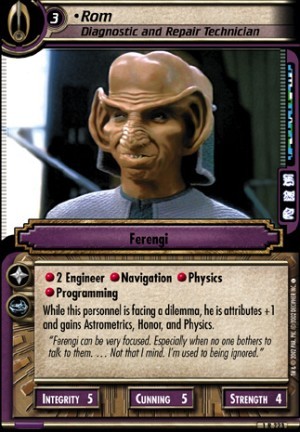 3 • Rom
Diagnostic and Repair Technician
Ferengi
2 Engineer Navigation Physics
Programming
While this personnel is facing a dilemma, he is attributes +1
and gains Astrometrics, Honor, and Physics.
"Ferengi can be very focused. Especially when no one bothers to
talk to them. ... Not that I mind. I'm used to being ignored."
INTEGRITY 5 CUNNING 5 STRENGTH 4